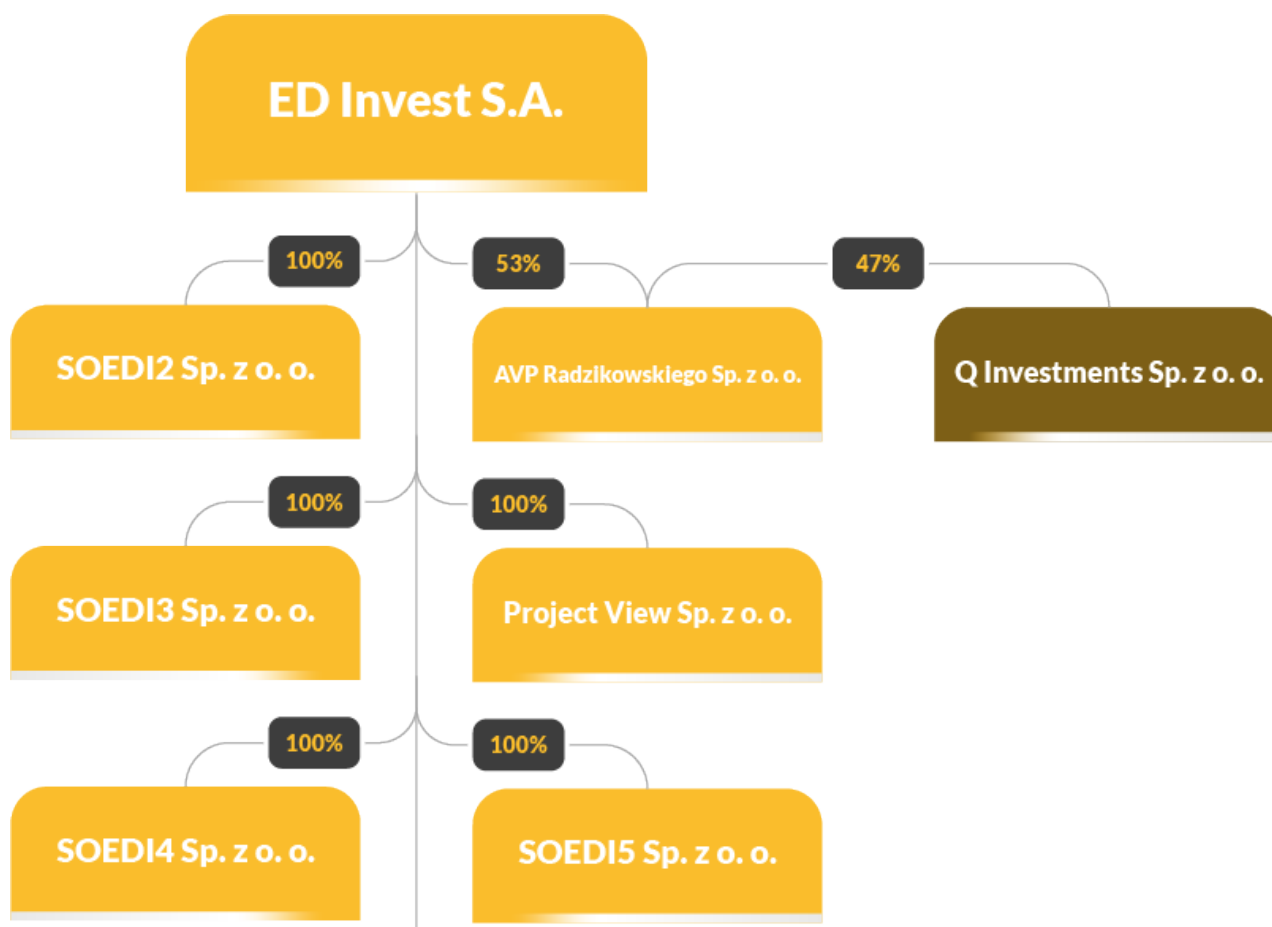 ED Invest S.A.
100%
53%
47%
SOEDI2 Sp. z o. o.
AVP Radzikowskiego Sp. z o. o.
Q Investments Sp. z o. o.
100%
100%
SOEDI3 Sp. z o. o.
Project View Sp. z o. o.
100%
100%
SOEDI4 Sp. z o. o.
SOEDI5 Sp. z o. o.